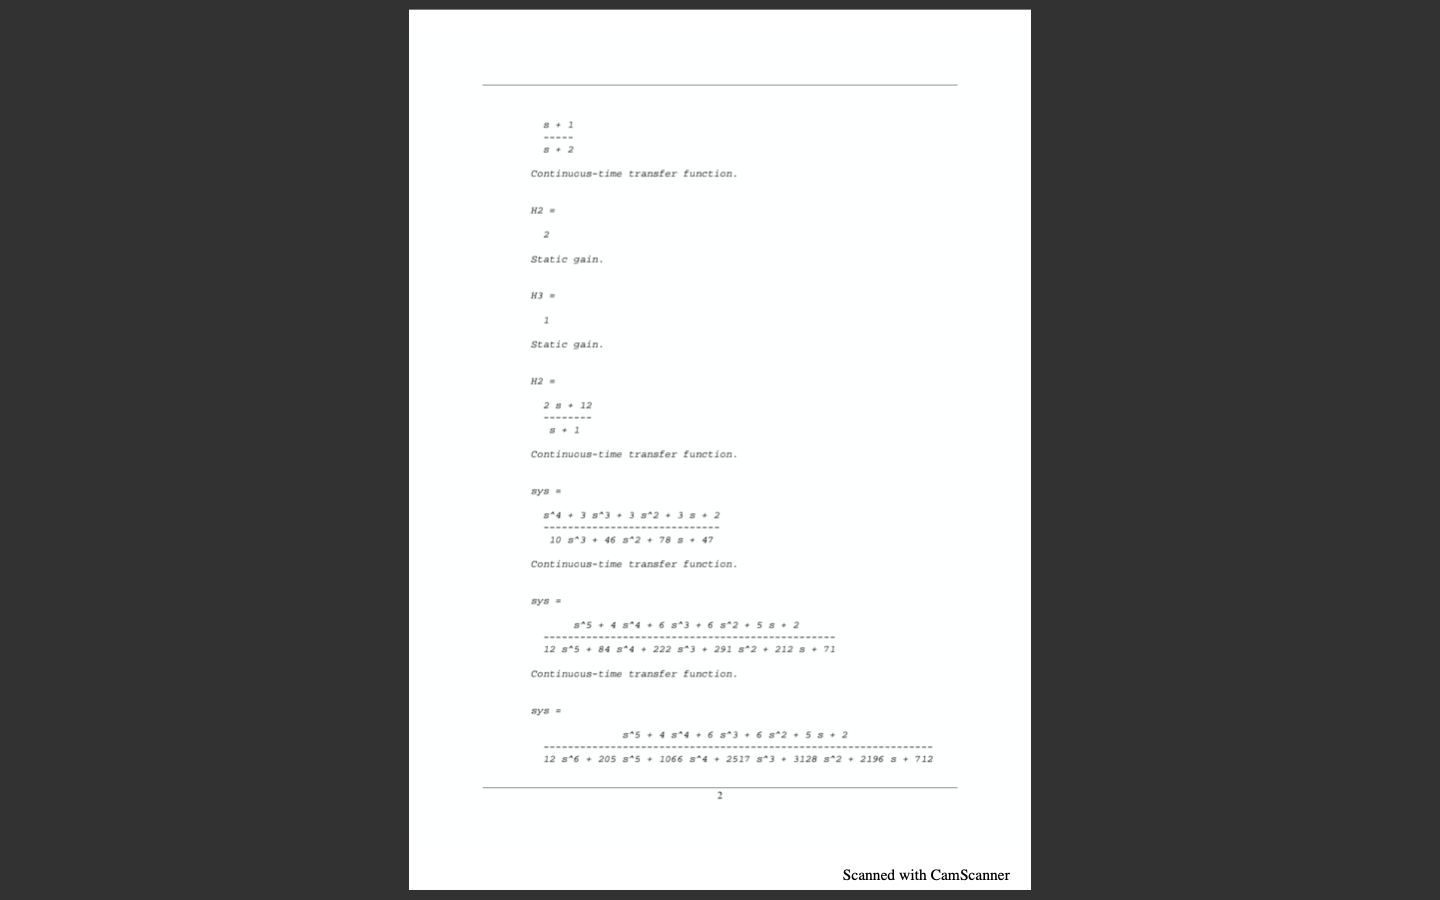 s + 1
-----
s + 2
Continuous-time transfer function.
H2 =
2
Static gain.
H3 =
1
Static gain.
H2 =
2 s + 12
--------
s + 1
Continuous-time transfer function.
sys =
s^4 + 3 s^3 + 3 s^2 + 3 s + 2
-----------------------------
10 s^3 + 46 s^2 + 78 s + 47
Continuous-time transfer function.
sys =
s^5 + 4 s^4 + 6 s^3 + 6 s^2 + 5 s + 2
------------------------------------------------
12 s^5 + 84 s^4 + 222 s^3 + 291 s^2 + 212 s + 71
Continuous-time transfer function.
sys =
s^5 + 4 s^4 + 6 s^3 + 6 s^2 + 5 s + 2
----------------------------------------------------------------
12 s^6 + 205 s^5 + 1066 s^4 + 2517 s^3 + 3128 s^2 + 2196 s + 712
2
Scanned with CamScanner